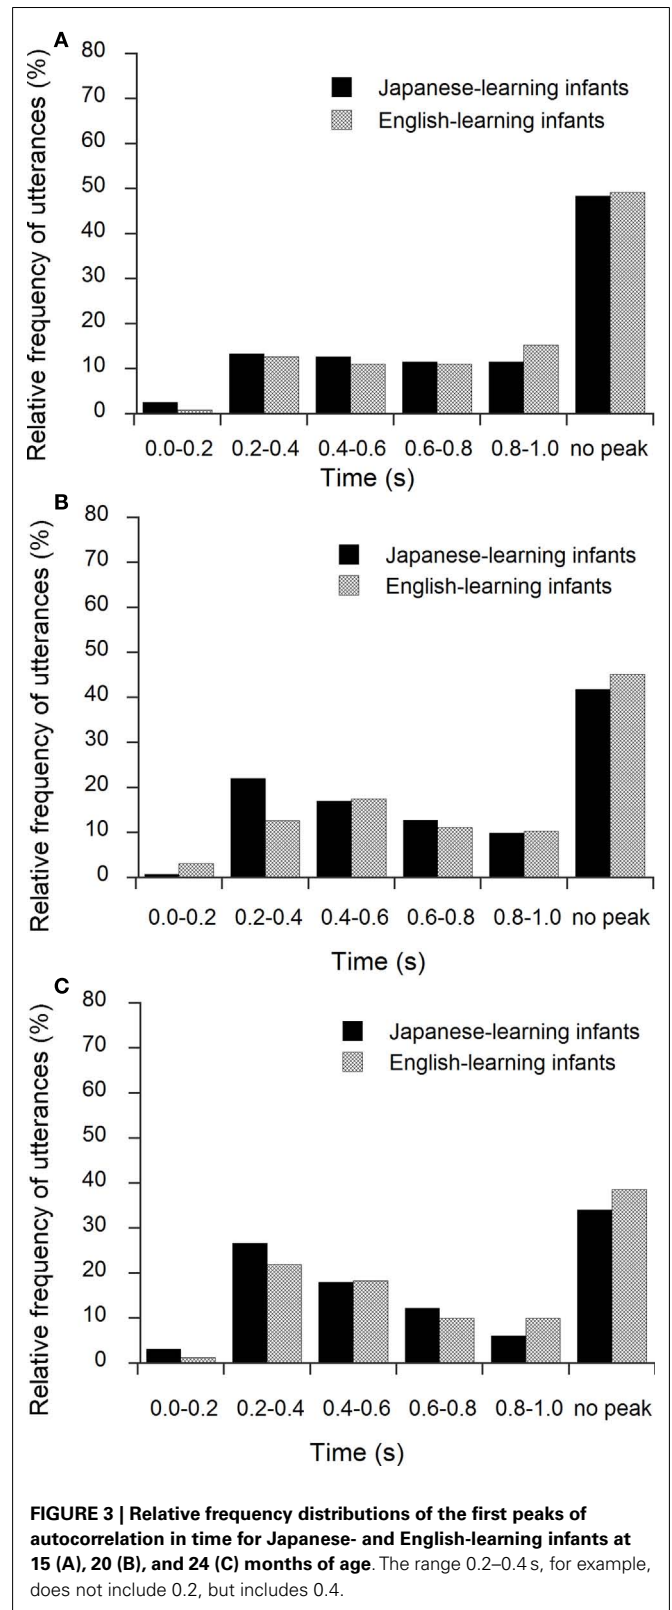 A
Relative frequency of utterances (%)
80
70
60
50
40
30
20
10
0
Japanese-learning infants
English-learning infants
0.0-0.2 0.2-0.4 0.4-0.6 0.6-0.8 0.8-1.0 no peak
Time (s)
B
Relative frequency of utterances (%)
80
70
60
50
40
30
20
10
0
Japanese-learning infants
English-learning infants
0.0-0.2 0.2-0.4 0.4-0.6 0.6-0.8 0.8-1.0 no peak
Time (s)
C
Relative frequency of utterances (%)
80
70
60
50
40
30
20
10
0
Japanese-learning infants
English-learning infants
0.0-0.2 0.2-0.4 0.4-0.6 0.6-0.8 0.8-1.0 no peak
Time (s)
FIGURE 3 | Relative frequency distributions of the first peaks of
autocorrelation in time for Japanese- and English-learning infants at
15 (A), 20 (B), and 24 (C) months of age. The range 0.2–0.4 s, for example,
does not include 0.2, but includes 0.4.